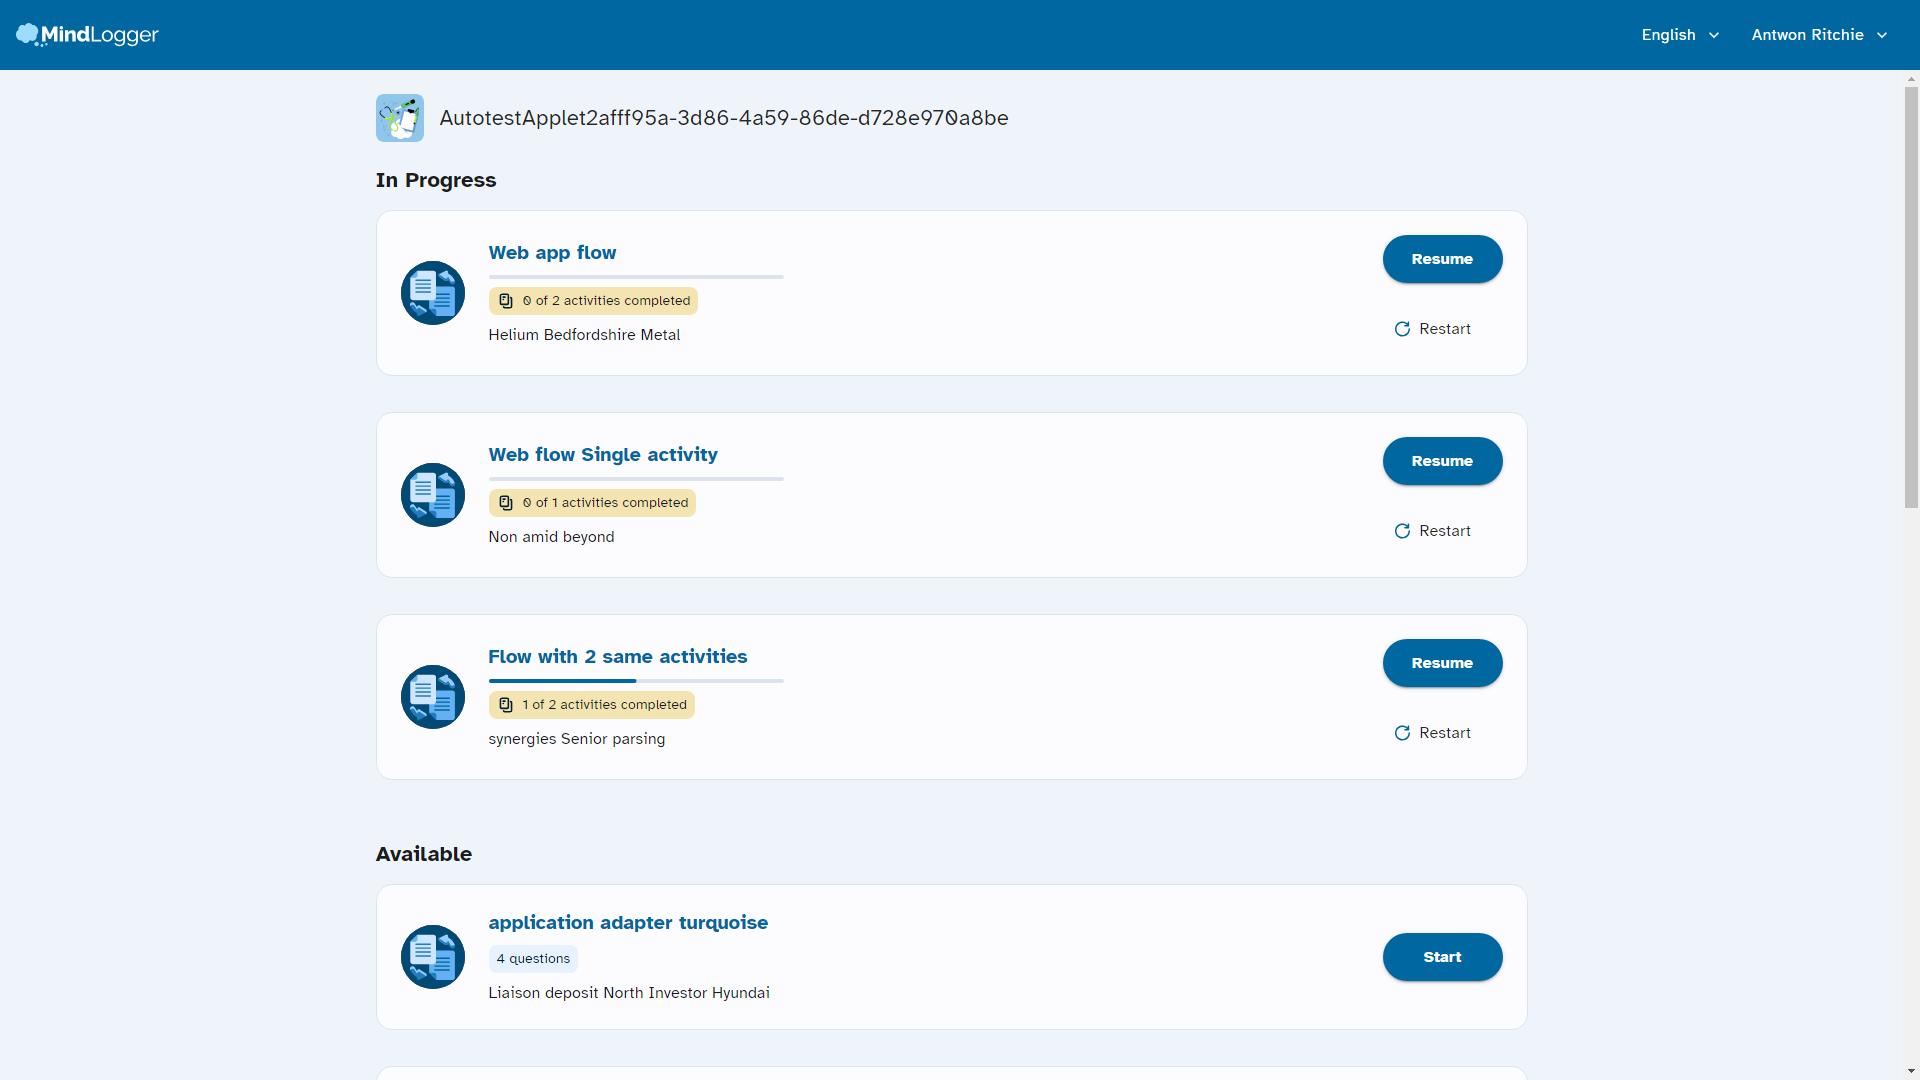 MindLogger
English
Antwon Ritchie
AutotestApplet2afff95a-3d86-4a59-86de-d728e970a8be
In Progress
Web app flow
0 of 2 activities completed
Helium Bedfordshire Metal
Resume
Restart
Web flow Single activity
0 of 1 activities completed
Non amid beyond
Resume
Restart
Flow with 2 same activities
1 of 2 activities completed
synergies Senior parsing
Resume
Restart
Available
application adapter turquoise
4 questions
Liaison deposit North Investor Hyundai
Start